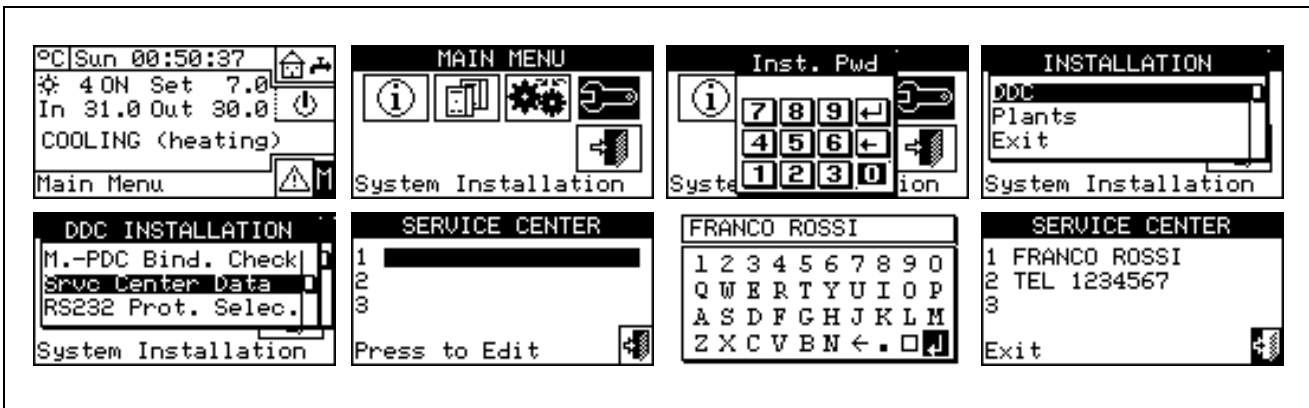 °C Sun 00:50:37
4 ON Set 7.0
In 31.0 Out 30.0
COOLING (heating)
Main Menu M
MAIN MENU
i
System Installation
Inst. Pwd
i
7 8 9 ↵
4 5 6 ←
1 2 3 0
Syste ion
INSTALLATION
DDC
Plants
Exit
System Installation
DDC INSTALLATION
M.-PDC Bind. Check
Srvc Center Data
RS232 Prot. Selec.
System Installation
SERVICE CENTER
1
2
3
Press to Edit
FRANCO ROSSI
1 2 3 4 5 6 7 8 9 0
Q W E R T Y U I O P
A S D F G H J K L M
Z X C V B N ← . □ ↵
SERVICE CENTER
1 FRANCO ROSSI
2 TEL 1234567
3
Exit